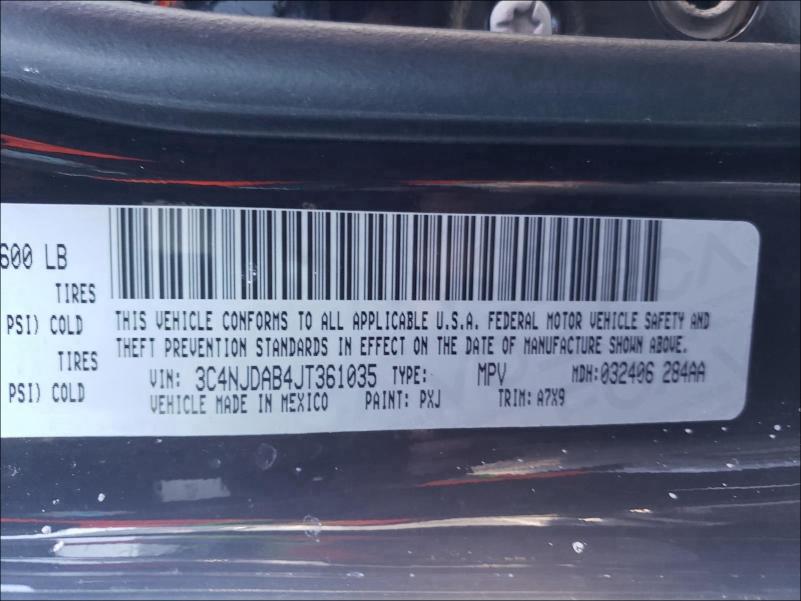 600 LB
TIRES
PSI) COLD
TIRES
PSI) COLD
THIS VEHICLE CONFORMS TO ALL APPLICABLE U.S.A. FEDERAL MOTOR VEHICLE SAFETY AND
THEFT PREVENTION STANDARDS IN EFFECT ON THE DATE OF MANUFACTURE SHOWN ABOVE.
VIN: 3C4NJDAB4JT361035 TYPE: MPV MDH:032406 284AA
VEHICLE MADE IN MEXICO PAINT: PXJ TRIM: A7X9